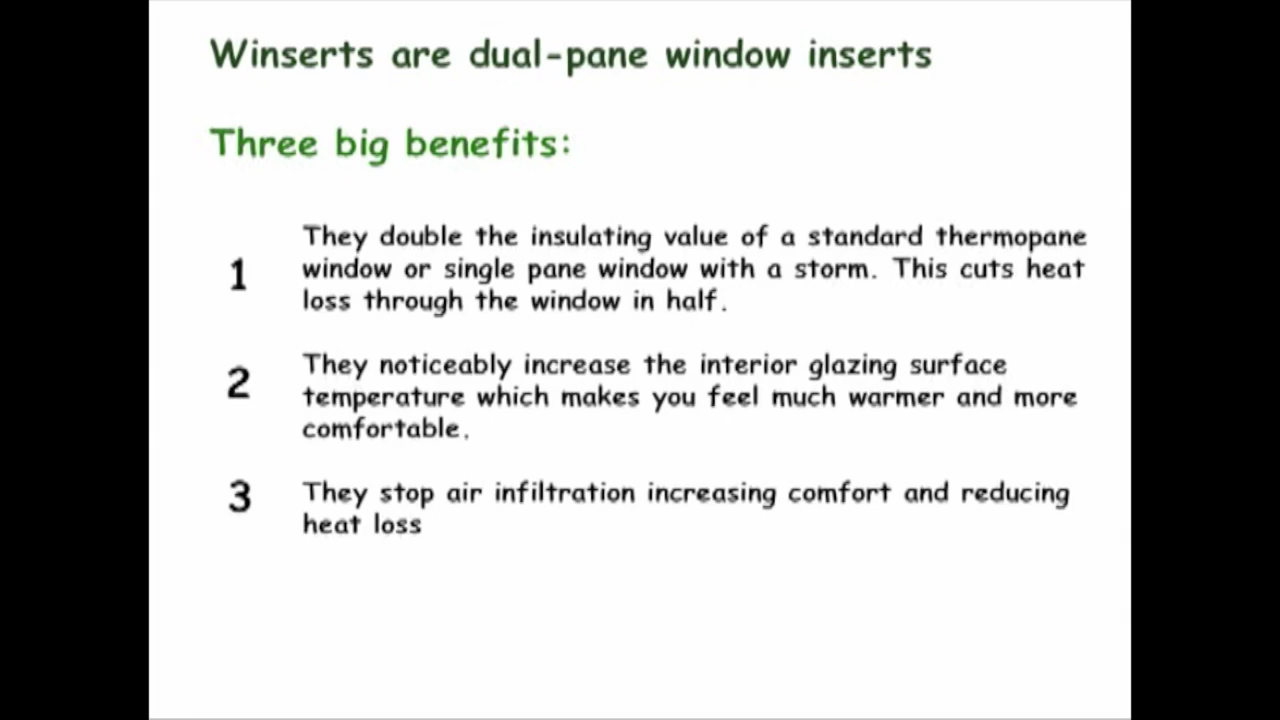 Winserts are dual-pane window inserts
Three big benefits:
1
They double the insulating value of a standard thermopane
window or single pane window with a storm. This cuts heat
loss through the window in half.
2
They noticeably increase the interior glazing surface
temperature which makes you feel much warmer and more
comfortable.
3
They stop air infiltration increasing comfort and reducing
heat loss